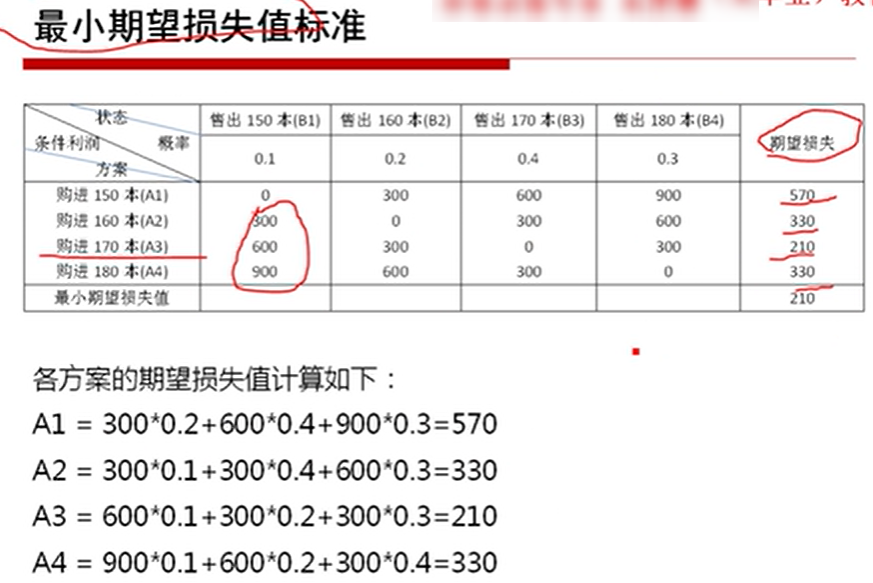 最小期望损失值标准
状态 售出 150 本(B1) 售出 160 本(B2) 售出 170 本(B3) 售出 180 本(B4) 期望损失
条件利润 概率
方案 0.1 0.2 0.4 0.3
购进 150 本(A1) 0 300 600 900 570
购进 160 本(A2) 300 0 300 600 330
购进 170 本(A3) 600 300 0 300 210
购进 180 本(A4) 900 600 300 0 330
最小期望损失值 210
各方案的期望损失值计算如下：
A1 = 300*0.2+600*0.4+900*0.3=570
A2 = 300*0.1+300*0.4+600*0.3=330
A3 = 600*0.1+300*0.2+300*0.3=210
A4 = 900*0.1+600*0.2+300*0.4=330